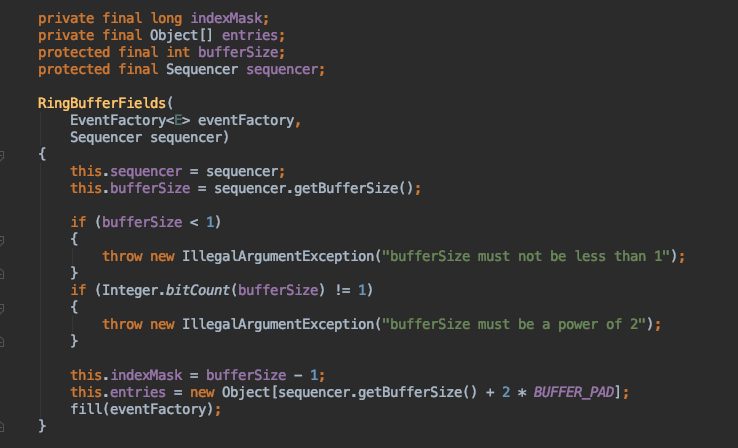 private final long indexMask;
private final Object[] entries;
protected final int bufferSize;
protected final Sequencer sequencer;
RingBufferFields(
EventFactory<E> eventFactory,
Sequencer sequencer)
{
this.sequencer = sequencer;
this.bufferSize = sequencer.getBufferSize();
if (bufferSize < 1)
{
throw new IllegalArgumentException("bufferSize must not be less than 1");
}
if (Integer.bitCount(bufferSize) != 1)
{
throw new IllegalArgumentException("bufferSize must be a power of 2");
}
this.indexMask = bufferSize - 1;
this.entries = new Object[sequencer.getBufferSize() + 2 * BUFFER_PAD];
fill(eventFactory);
}